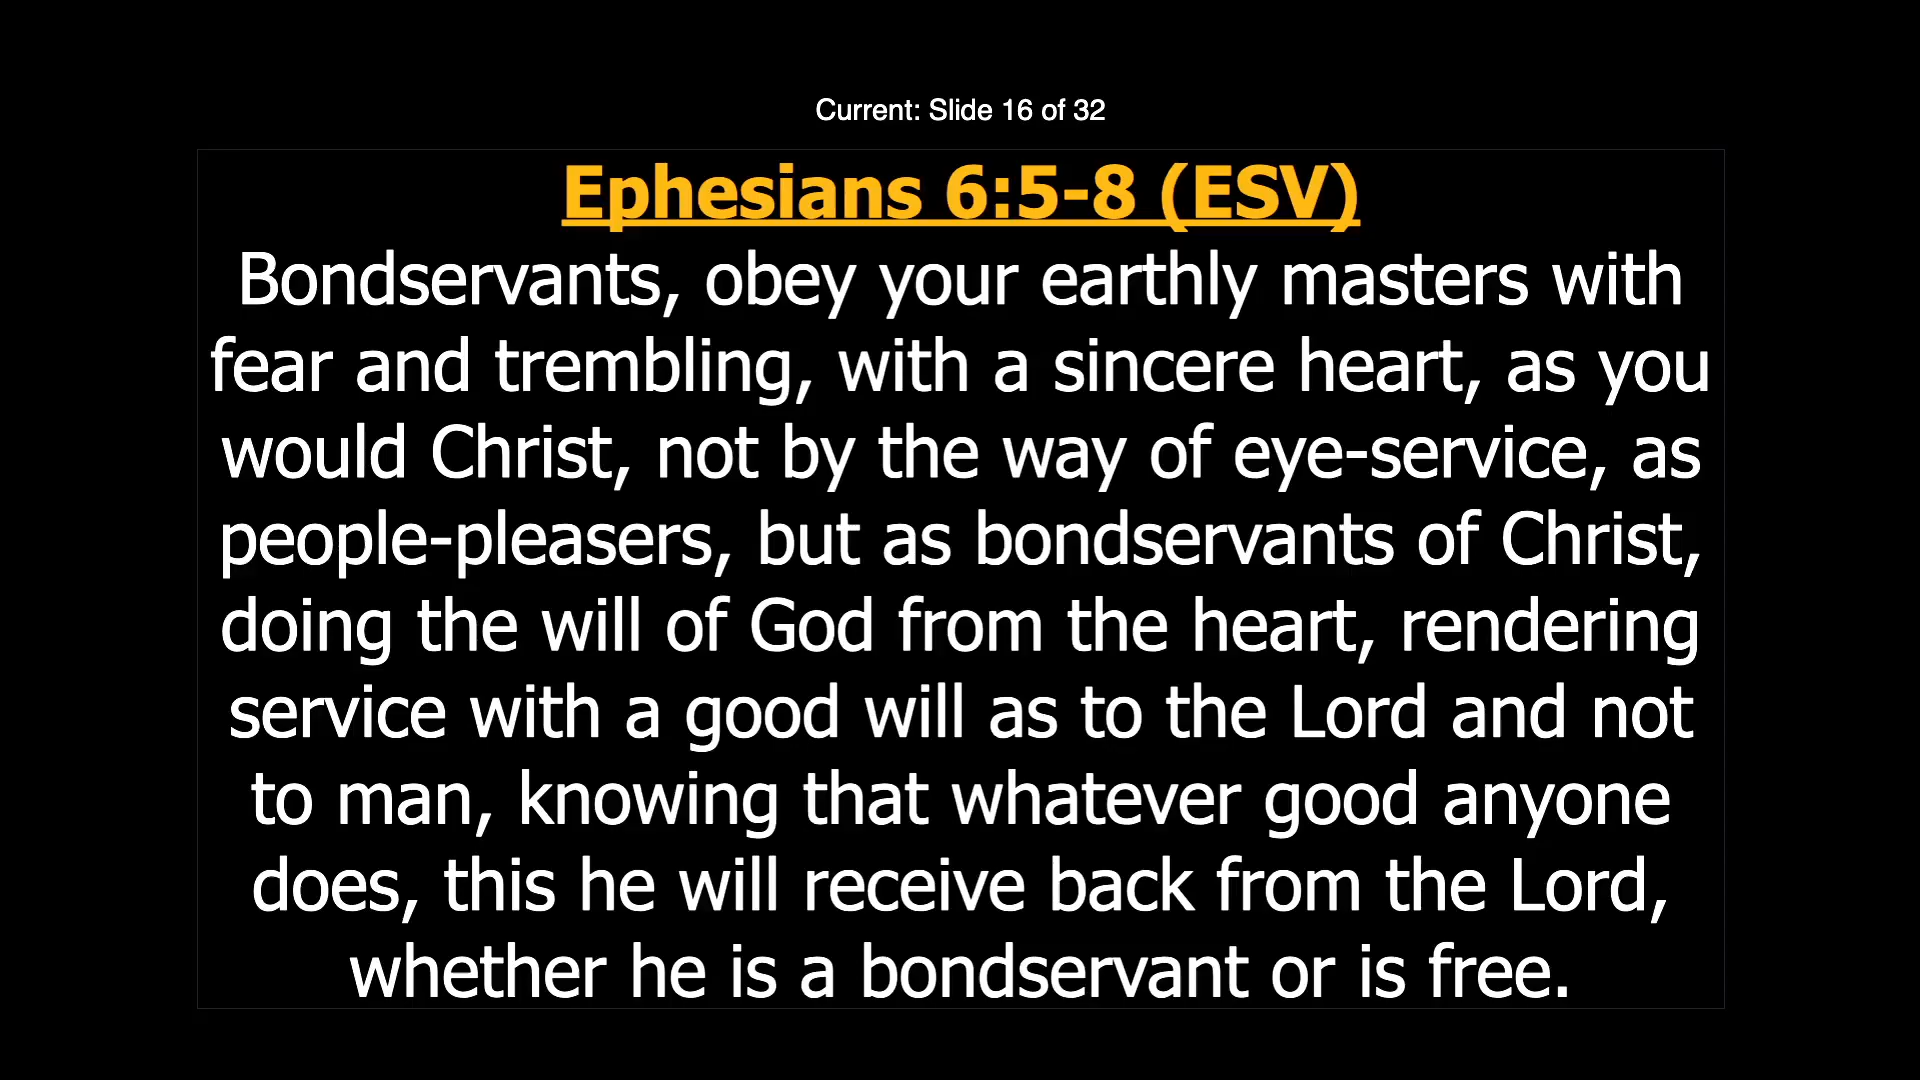 Current: Slide 16 of 32
Ephesians 6:5-8 (ESV)
Bondservants, obey your earthly masters with
fear and trembling, with a sincere heart, as you
would Christ, not by the way of eye-service, as
people-pleasers, but as bondservants of Christ,
doing the will of God from the heart, rendering
service with a good will as to the Lord and not
to man, knowing that whatever good anyone
does, this he will receive back from the Lord,
whether he is a bondservant or is free.